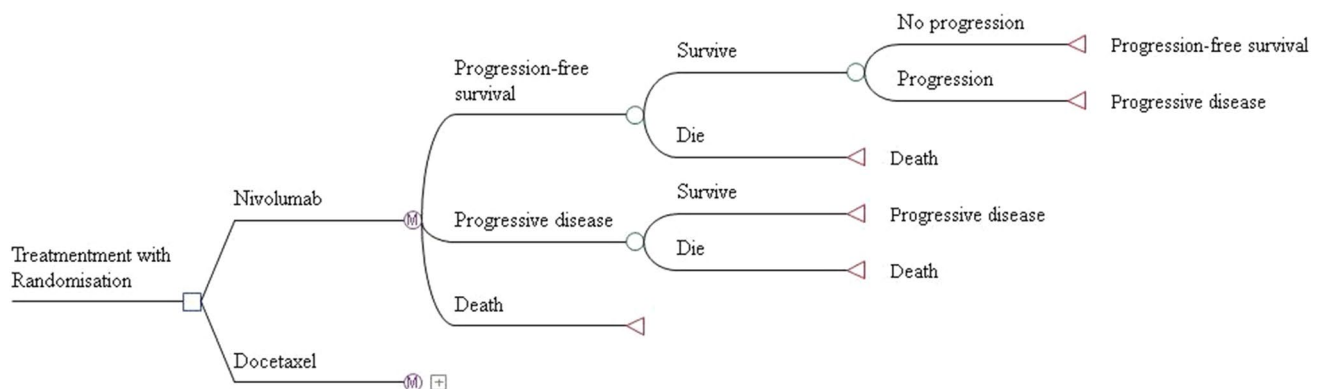 No progression
Survive
Progression-free survival
Progression-free
survival
Progression
Progressive disease
Die
Death
Survive
Nivolumab
M
Progressive disease
Progressive disease
Die
Treatmentment with
Randomisation
Death
Death
Docetaxel
M +